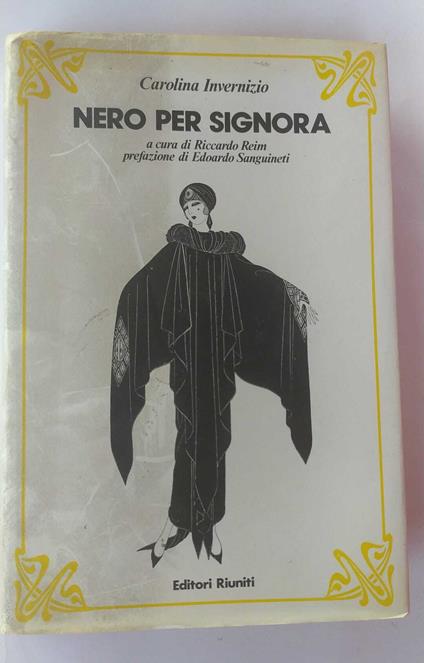 Carolina Invernizio
NERO PER SIGNORA
a cura di Riccardo Reim
prefazione di Edoardo Sanguineti
Editori Riuniti